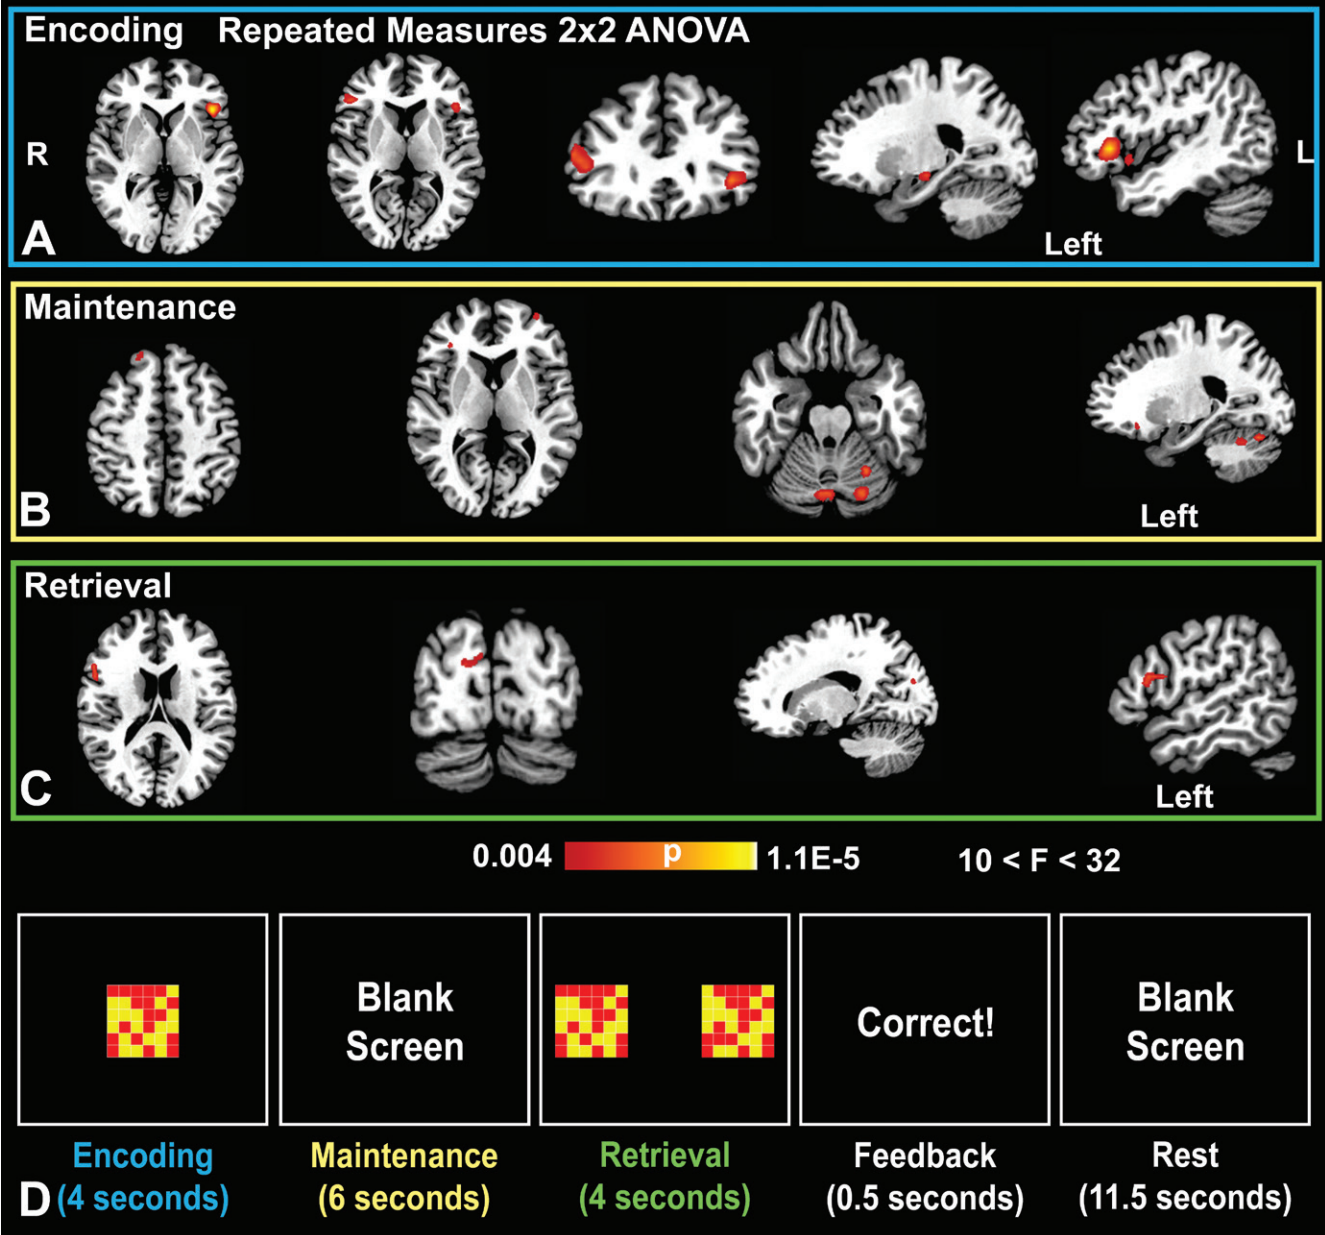 Encoding Repeated Measures 2x2 ANOVA
R
L
A
Left
Maintenance
B
Left
Retrieval
C
Left
0.004 p 1.1E-5 10 < F < 32
Blank
Screen
Correct!
Blank
Screen
Encoding
(4 seconds)
Maintenance
(6 seconds)
Retrieval
(4 seconds)
Feedback
(0.5 seconds)
Rest
(11.5 seconds)
D